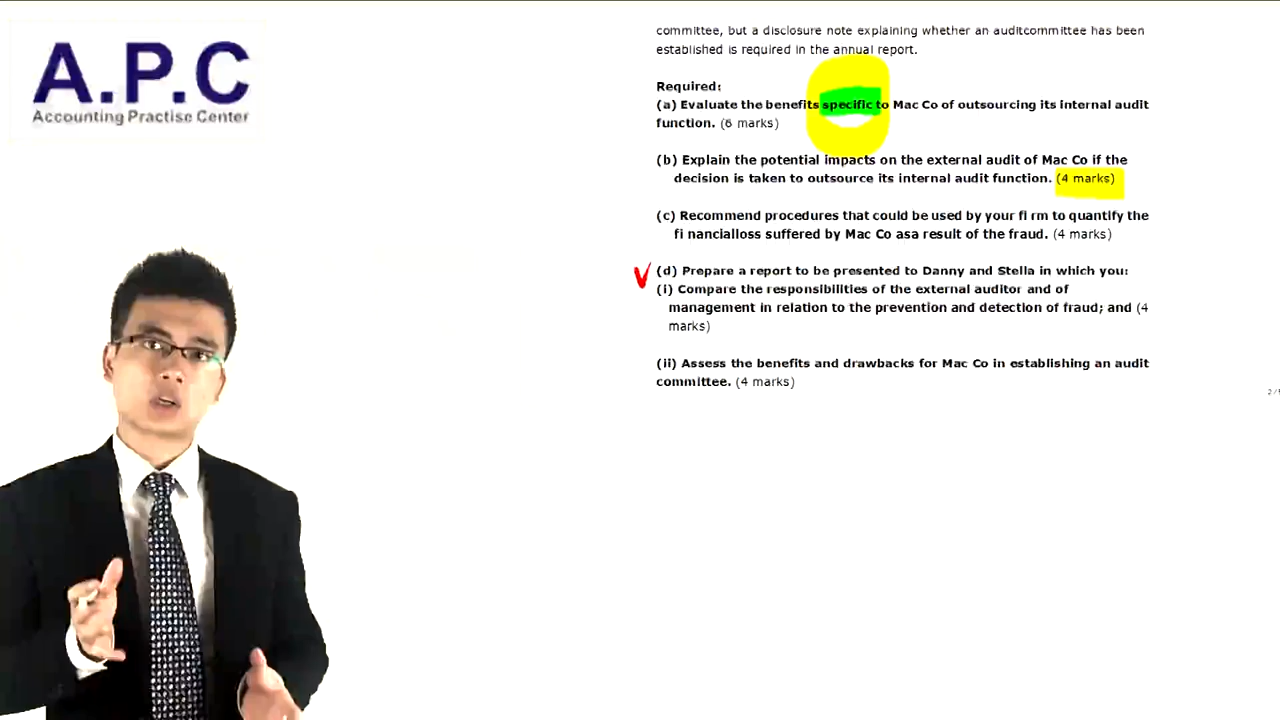 A.P.C
Accounting Practise Center
committee, but a disclosure note explaining whether an auditcommittee has been
established is required in the annual report.
Required:
(a) Evaluate the benefits specific to Mac Co of outsourcing its internal audit
function. (6 marks)
(b) Explain the potential impacts on the external audit of Mac Co if the
decision is taken to outsource its internal audit function. (4 marks)
(c) Recommend procedures that could be used by your fi rm to quantify the
fi nancialloss suffered by Mac Co asa result of the fraud. (4 marks)
(d) Prepare a report to be presented to Danny and Stella in which you:
(i) Compare the responsibilities of the external auditor and of
management in relation to the prevention and detection of fraud; and (4
marks)
(ii) Assess the benefits and drawbacks for Mac Co in establishing an audit
committee. (4 marks)